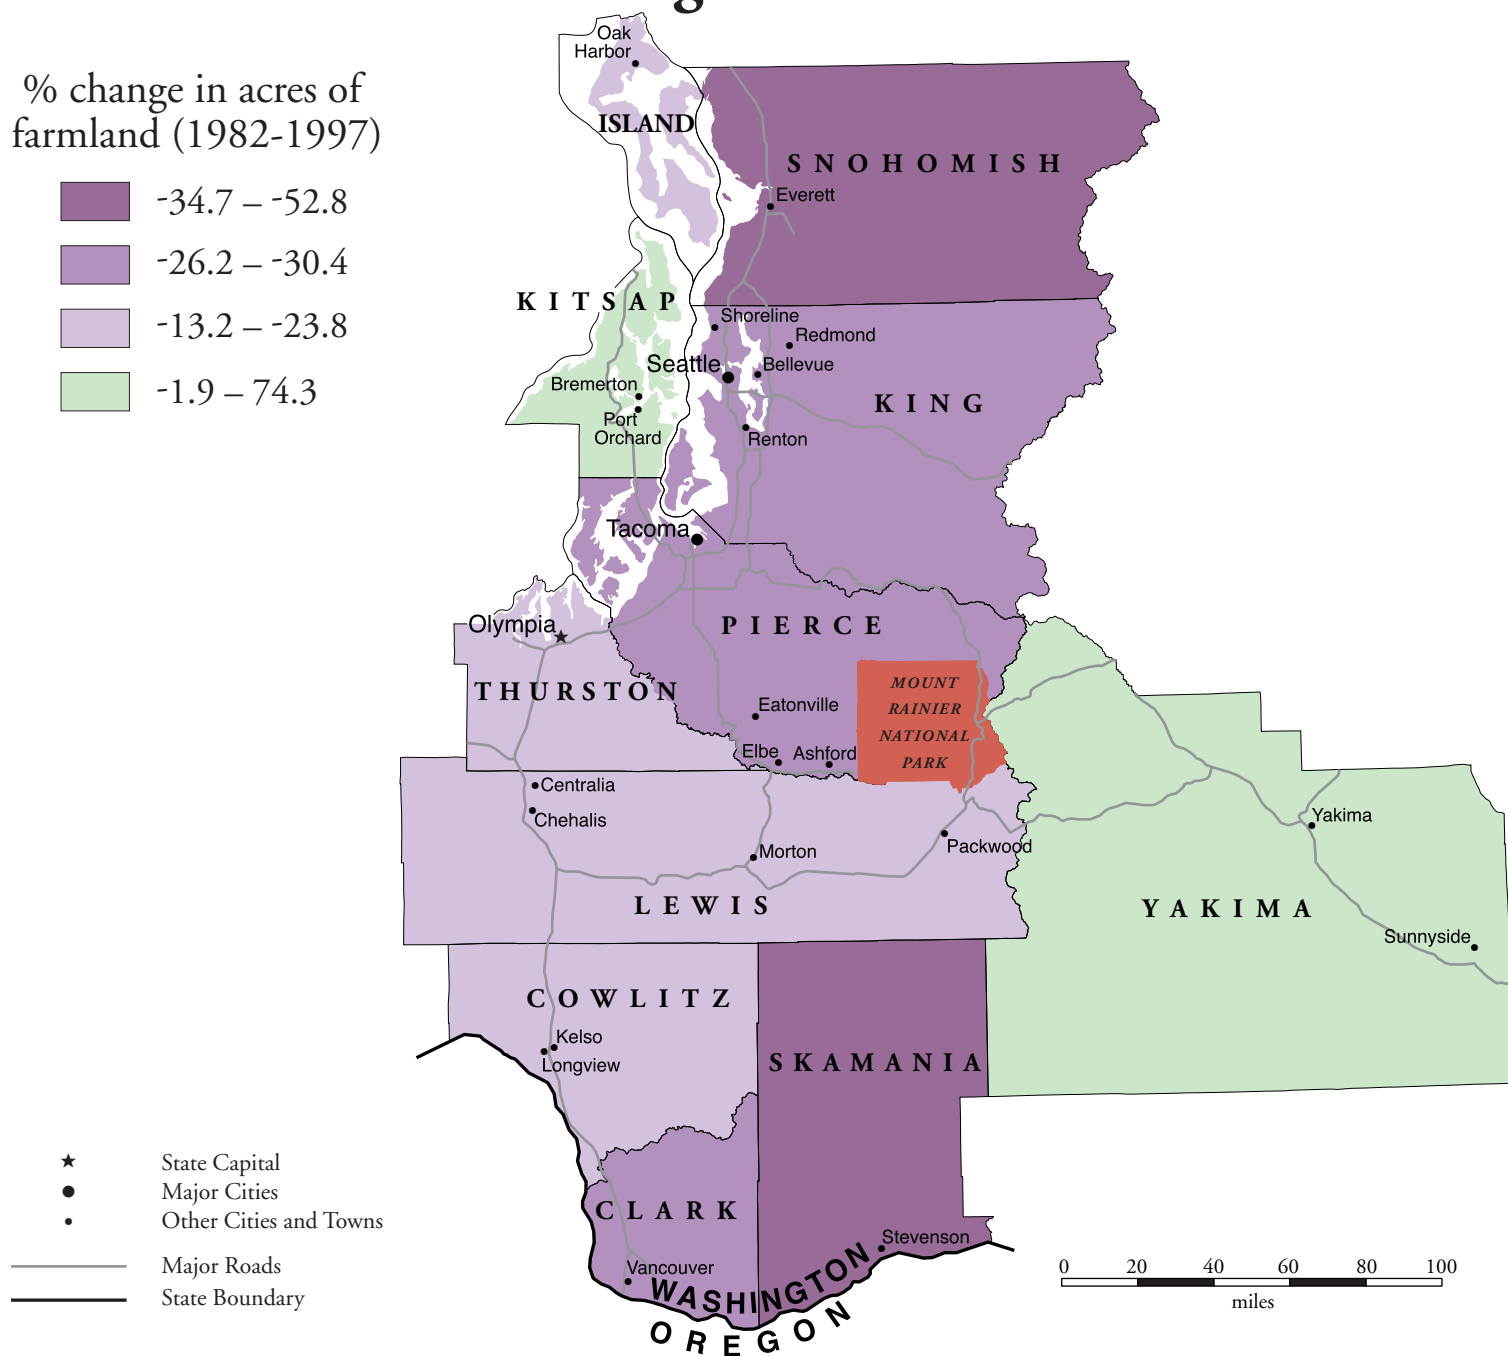 % change in acres of
farmland (1982-1997)
-34.7 – -52.8
-26.2 – -30.4
-13.2 – -23.8
-1.9 – 74.3
Oak
Harbor
ISLAND
SNOHOMISH
Everett
KITSAP
Shoreline
Redmond
Seattle
Bellevue
Bremerton
KING
Port
Orchard
Renton
Tacoma
Olympia
PIERCE
THURSTON
MOUNT
RAINIER
NATIONAL
PARK
Eatonville
Elbe
Ashford
Centralia
Chehalis
Yakima
Morton
Packwood
LEWIS
YAKIMA
Sunnyside
COWLITZ
Kelso
Longview
SKAMANIA
CLARK
Stevenson
Vancouver
WASHINGTON
OREGON
State Capital
Major Cities
Other Cities and Towns
Major Roads
State Boundary
0 20 40 60 80 100
miles